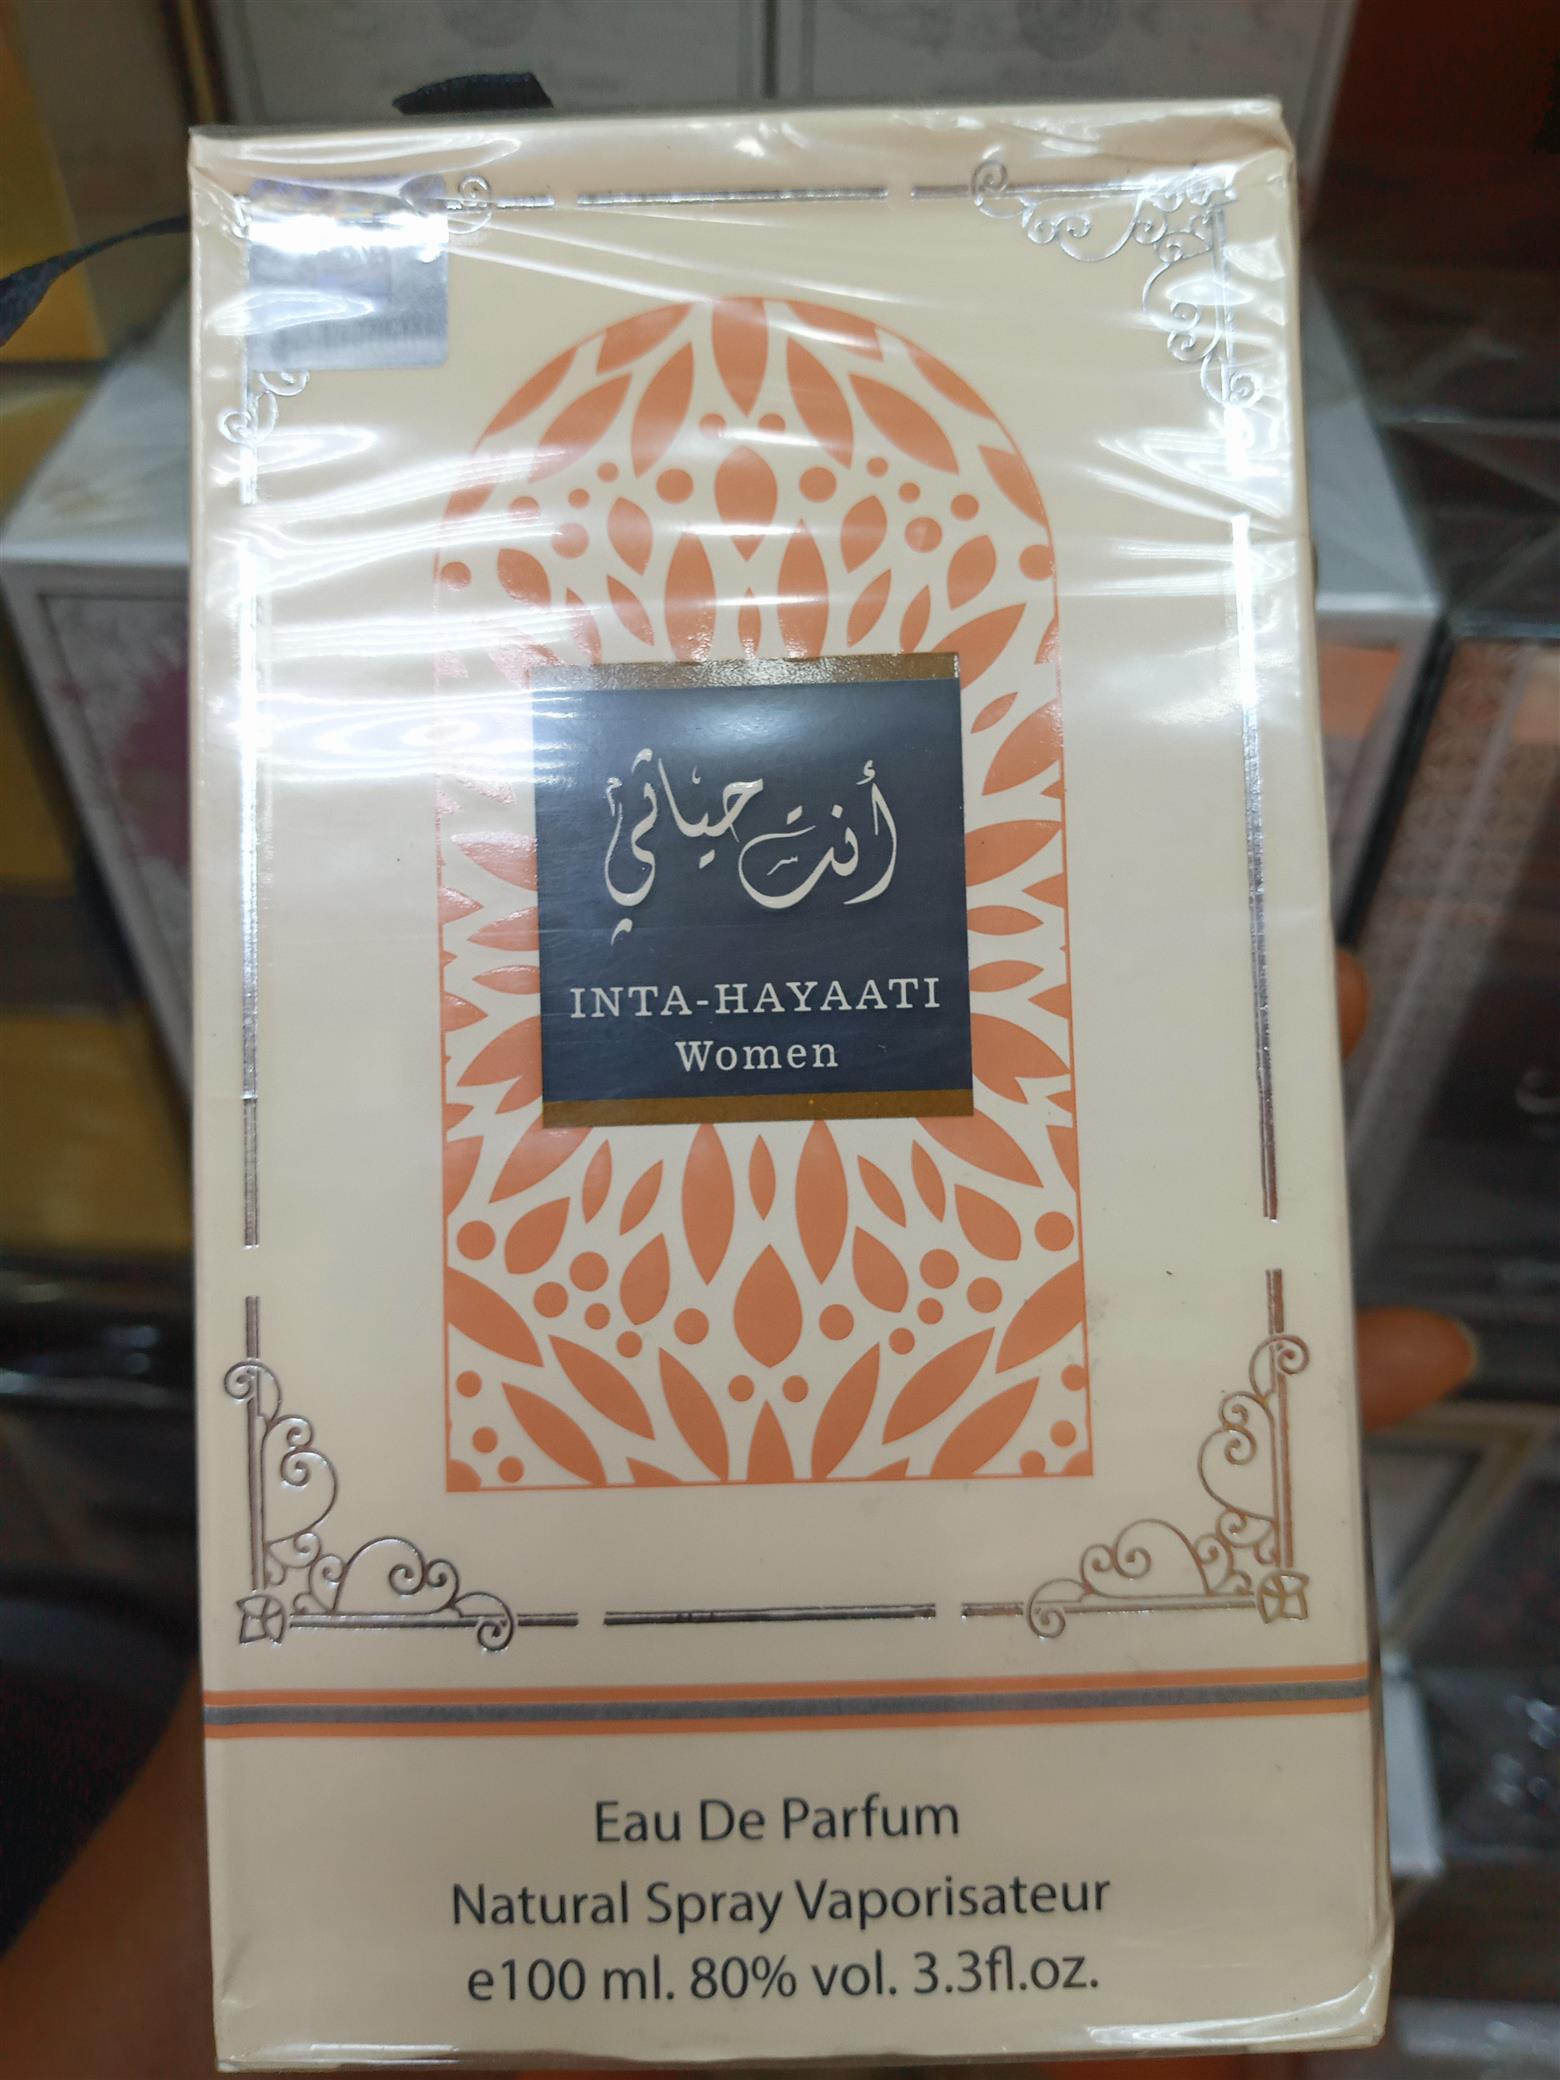 أنت حياتي
INTA-HAYAATI
Women
Eau De Parfum
Natural Spray Vaporisateur
e100 ml. 80% vol. 3.3fl.oz.